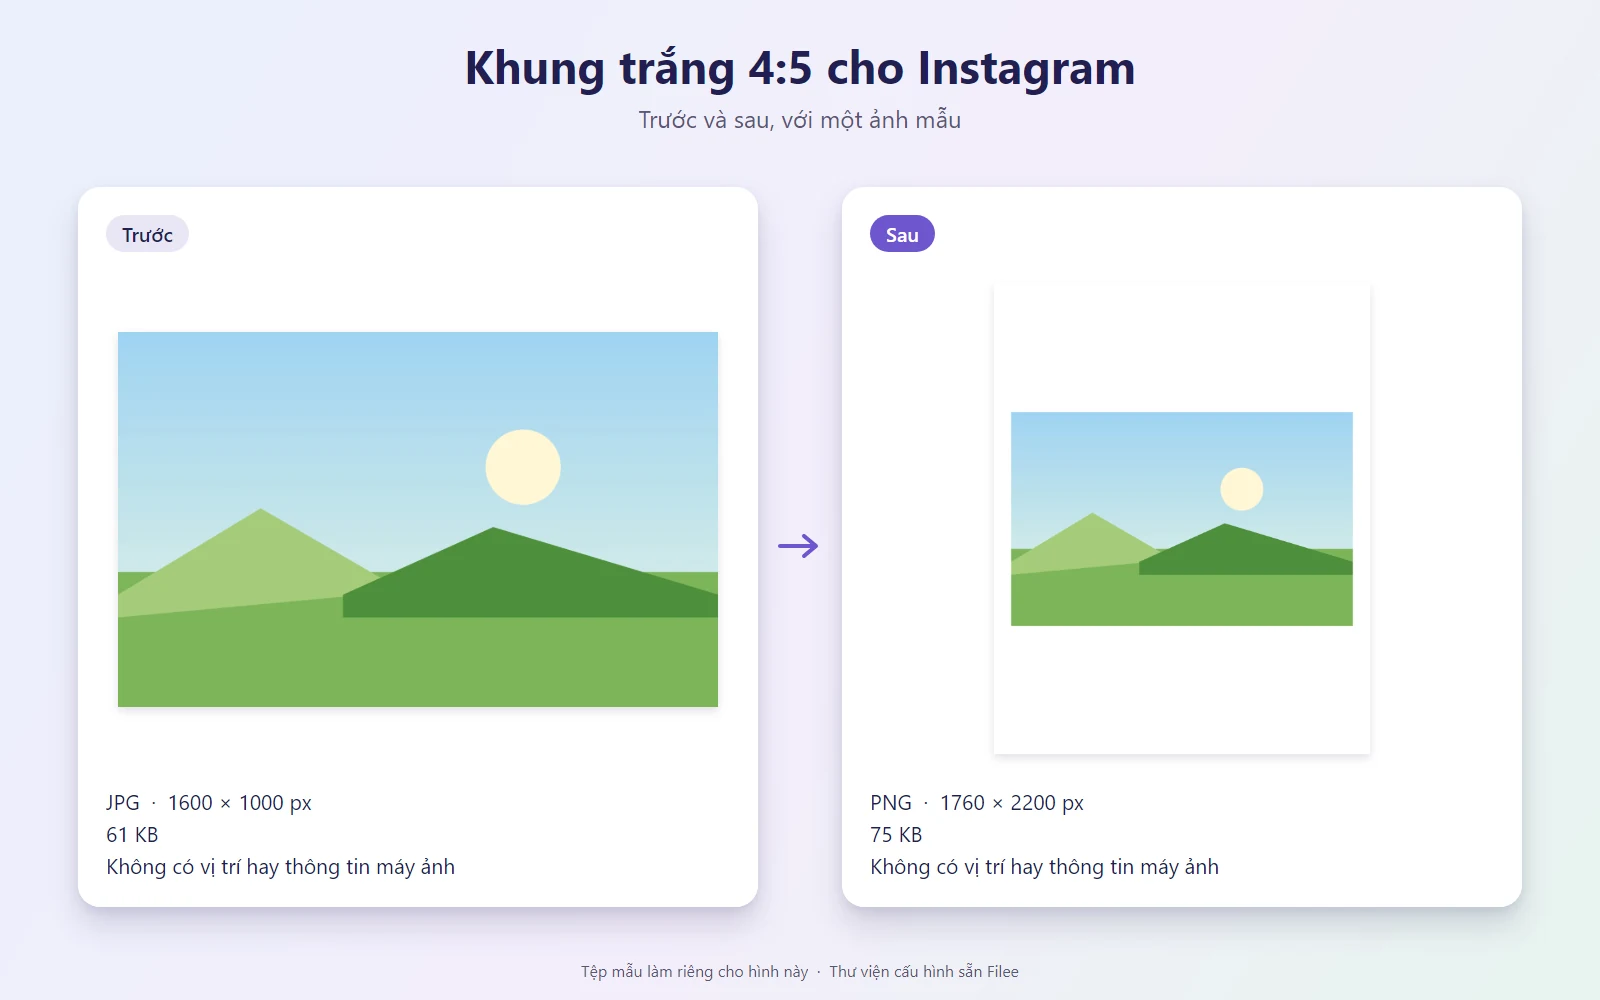 Khung trắng 4:5 cho Instagram
Trước và sau, với một ảnh mẫu
Trước
JPG · 1600 × 1000 px
61 KB
Không có vị trí hay thông tin máy ảnh
Sau
PNG · 1760 × 2200 px
75 KB
Không có vị trí hay thông tin máy ảnh
Tệp mẫu làm riêng cho hình này · Thư viện cấu hình sẵn Filee